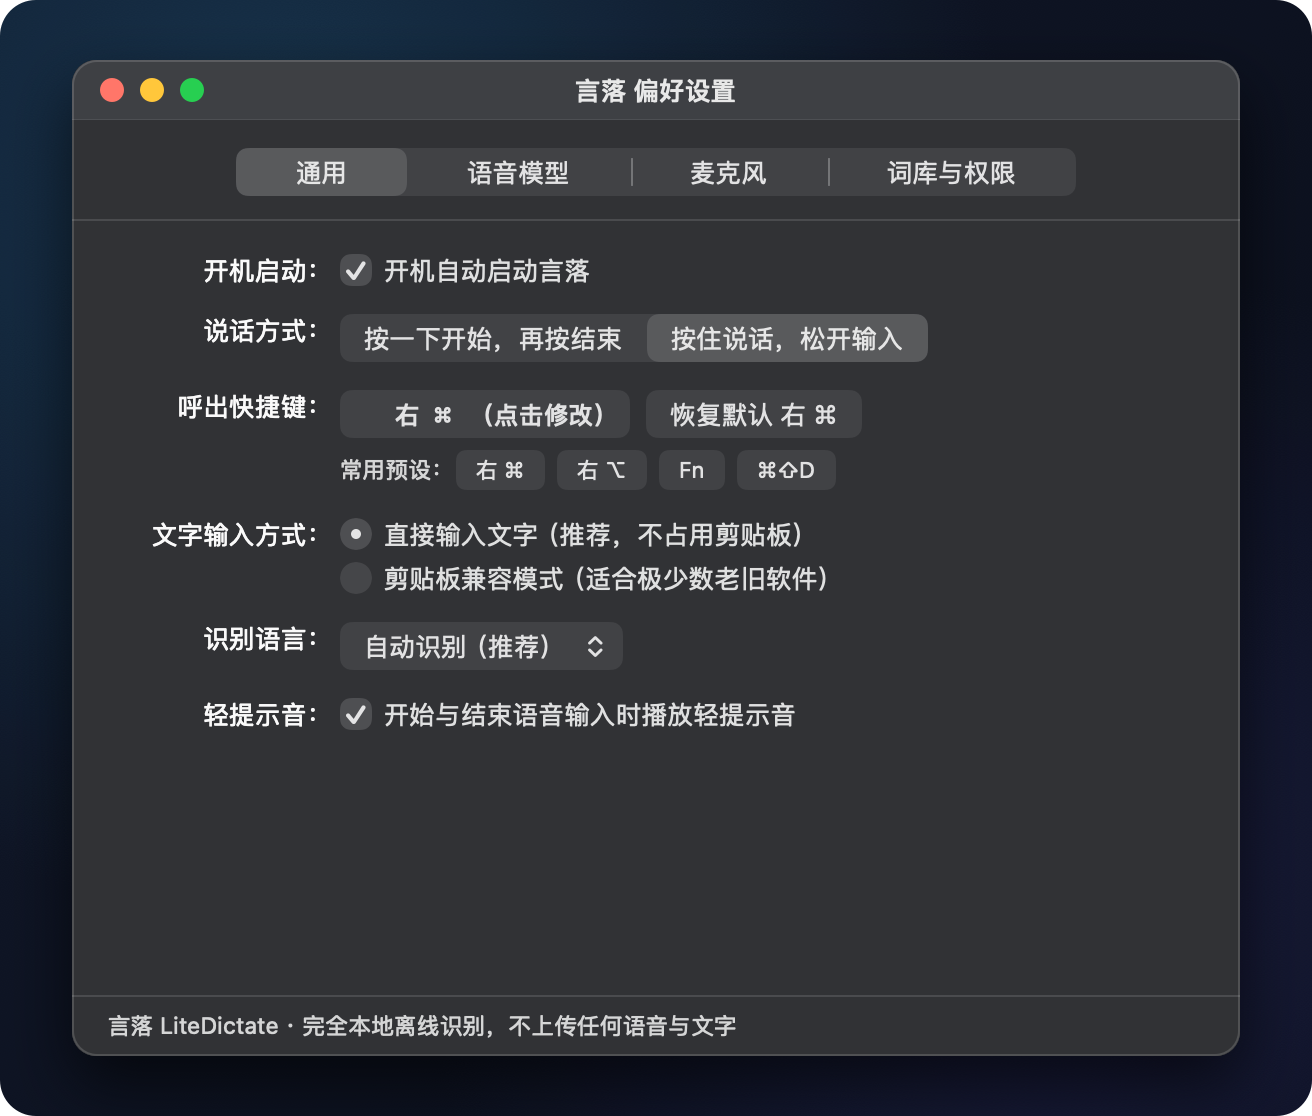 言落 偏好设置
通用 语音模型 麦克风 词库与权限
开机启动： 开机自动启动言落
说话方式： 按一下开始，再按结束 按住说话，松开输入
呼出快捷键： 右 ⌘ （点击修改） 恢复默认 右 ⌘
常用预设： 右 ⌘ 右 ⌥ Fn ⌘⇧D
文字输入方式： 直接输入文字（推荐，不占用剪贴板）
剪贴板兼容模式（适合极少数老旧软件）
识别语言： 自动识别（推荐）
轻提示音： 开始与结束语音输入时播放轻提示音
言落 LiteDictate · 完全本地离线识别，不上传任何语音与文字